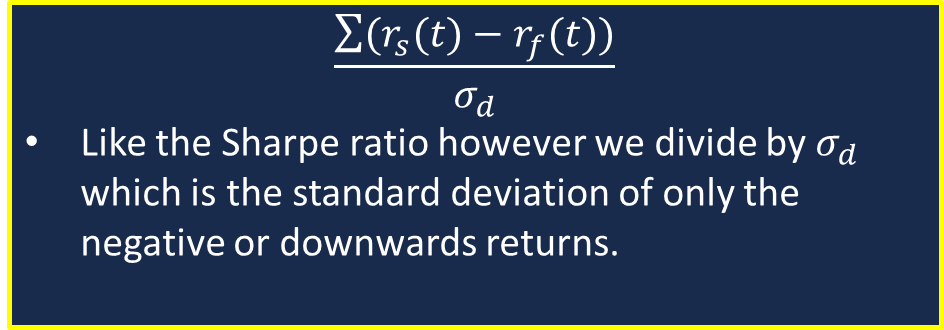 ∑(r_s(t) − r_f(t))
σ_d
• Like the Sharpe ratio however we divide by σ_d
which is the standard deviation of only the
negative or downwards returns.